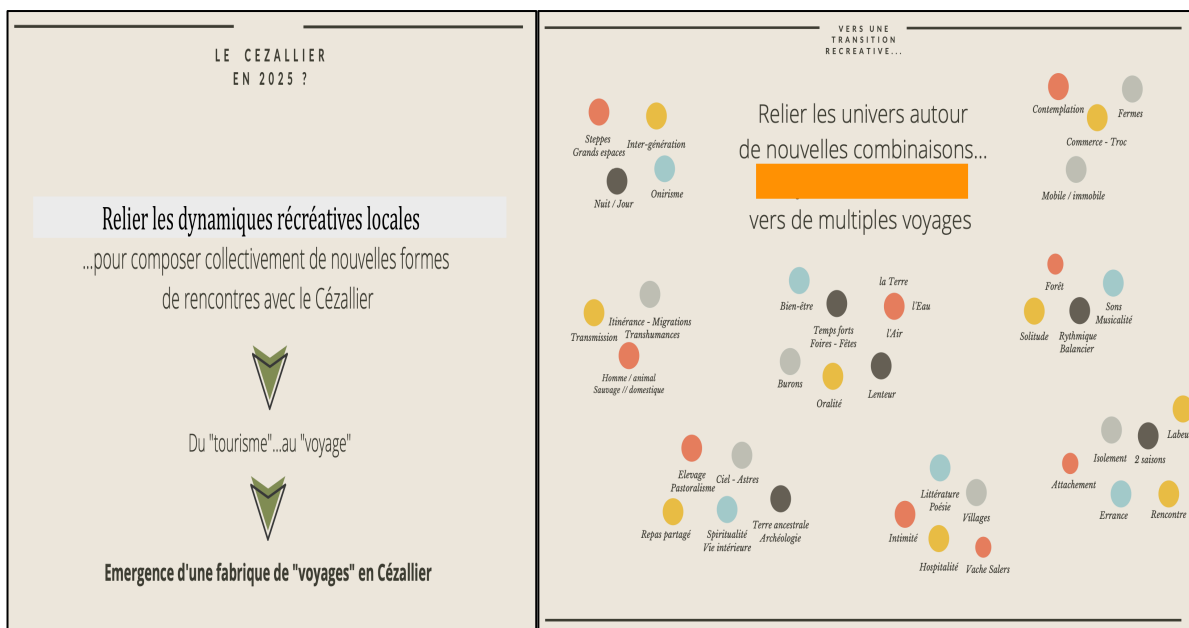 LE CEZALLIER
EN 2025 ?
Relier les dynamiques récréatives locales
...pour composer collectivement de nouvelles formes
de rencontres avec le Cézallier
Du "tourisme"...au "voyage"
Emergence d'une fabrique de "voyages" en Cézallier
VERS UNE
TRANSITION
RECREATIVE...
Relier les univers autour
de nouvelles combinaisons...
vers de multiples voyages
Steppes
Grands espaces
Inter-génération
Nuit / Jour
Onirisme
Contemplation
Fermes
Commerce - Troc
Mobile / immobile
Transmission
Itinérance - Migrations
Transhumances
Homme / animal
Sauvage // domestique
Bien-être
Temps forts
Foires - Fêtes
la Terre
l'Eau
l'Air
Burons
Oralité
Lenteur
Forêt
Sons
Musicalité
Solitude
Rythmique
Balancier
Elevage
Pastoralisme
Ciel - Astres
Repas partagé
Spiritualité
Vie intérieure
Terre ancestrale
Archéologie
Littérature
Poésie
Villages
Intimité
Hospitalité
Vache Salers
Labeu
Isolement
2 saisons
Attachement
Errance
Rencontre